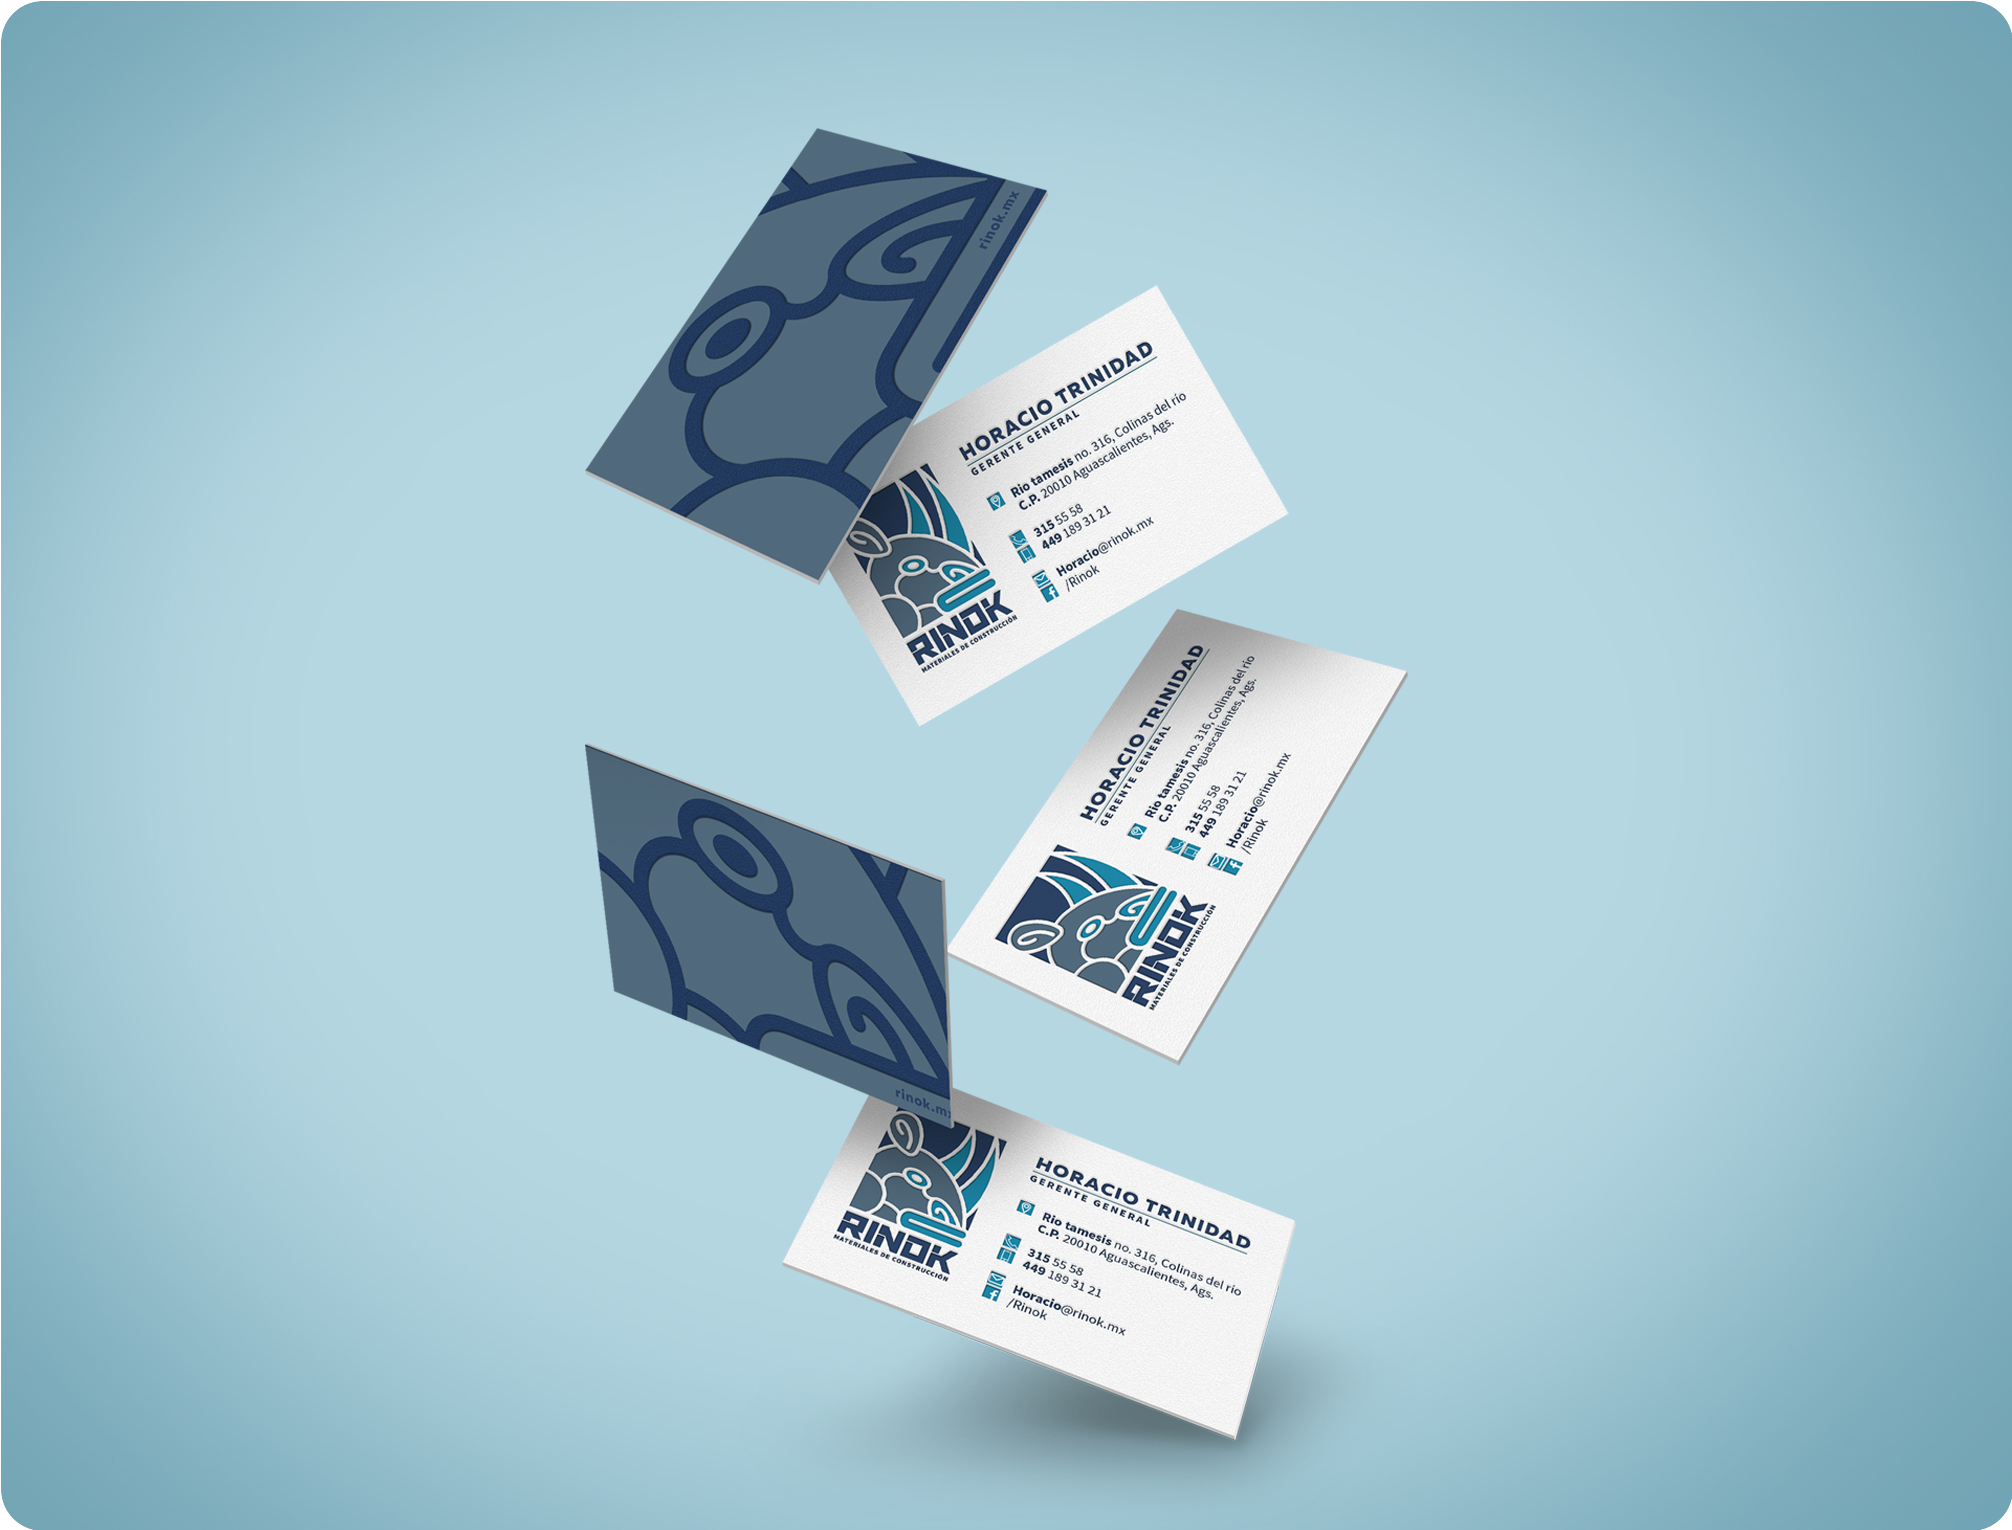 rinok.mx
HORACIO TRINIDAD
GERENTE GENERAL
Rio tamesis no. 316, Colinas del río
C.P. 20010 Aguascalientes, Ags.
315 55 58
449 189 31 21
Horacio@rinok.mx
/Rinok
RINOK
MATERIALES DE CONSTRUCCIÓN
HORACIO TRINIDAD
GERENTE GENERAL
Rio tamesis no. 316, Colinas del río
C.P. 20010 Aguascalientes, Ags.
315 55 58
449 189 31 21
Horacio@rinok.mx
/Rinok
RINOK
MATERIALES DE CONSTRUCCIÓN
rinok.mx
RINOK
MATERIALES DE CONSTRUCCIÓN
HORACIO TRINIDAD
GERENTE GENERAL
Rio tamesis no. 316, Colinas del río
C.P. 20010 Aguascalientes, Ags.
315 55 58
449 189 31 21
Horacio@rinok.mx
/Rinok